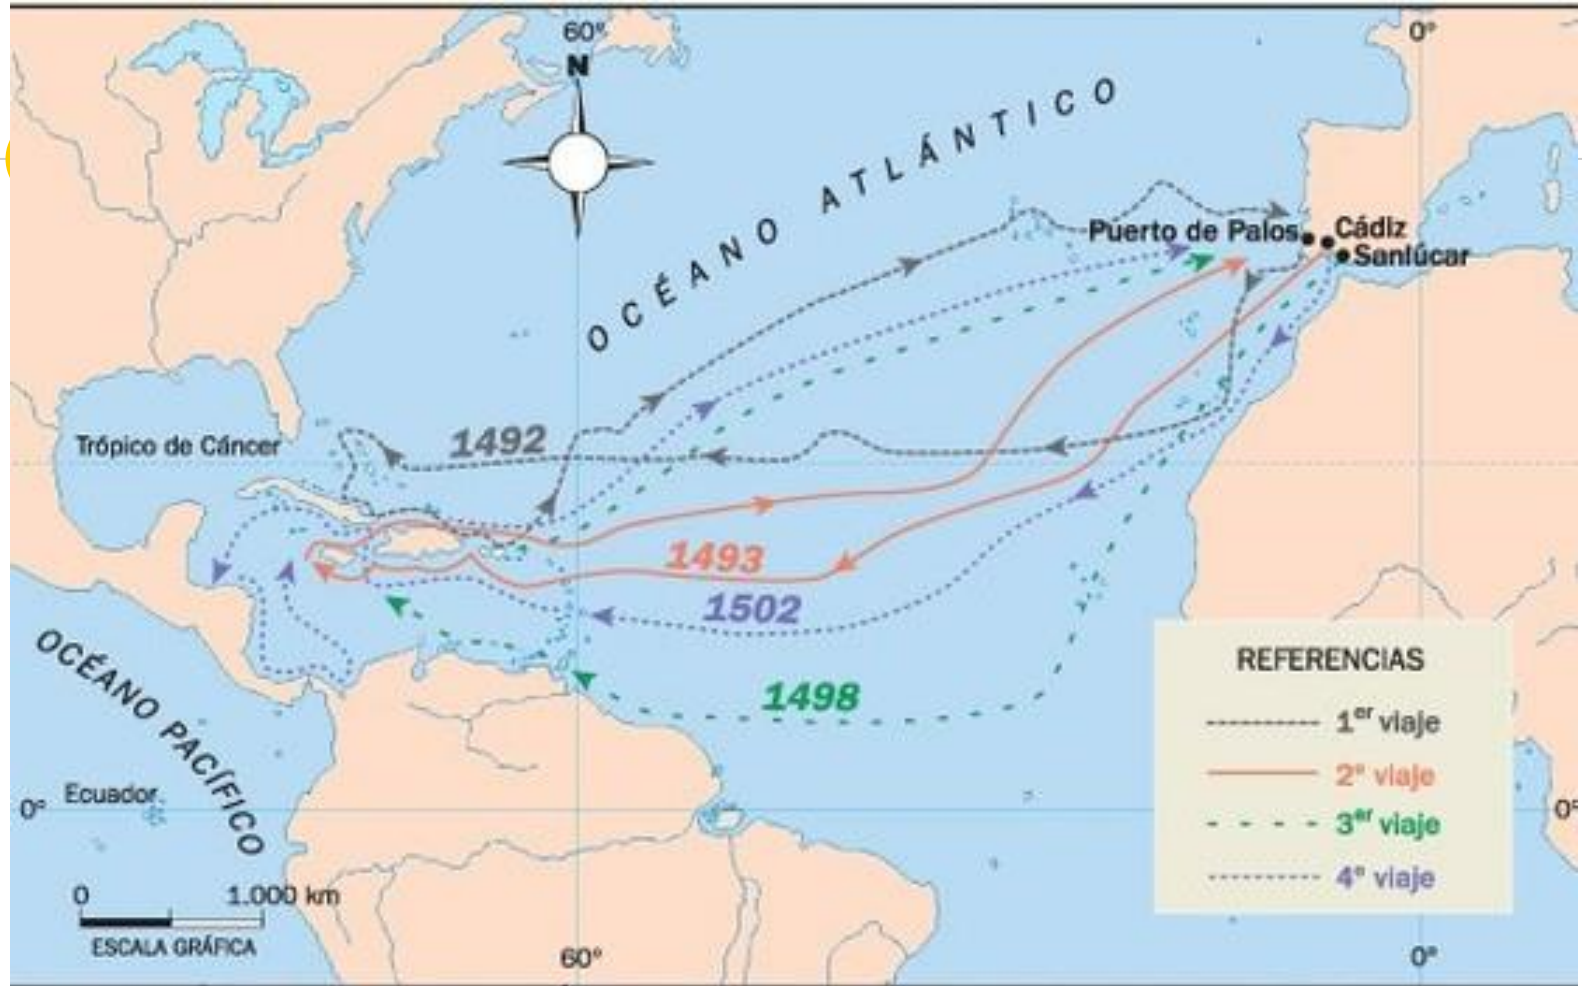 60°
0°
N
OCÉANO ATLÁNTICO
Puerto de Palos
Cádiz
Sanlúcar
Trópico de Cáncer
1492
1493
1502
1498
OCÉANO PACÍFICO
Ecuador
0°
0°
0
1.000 km
ESCALA GRÁFICA
60°
0°
REFERENCIAS
1er viaje
2º viaje
3er viaje
4º viaje